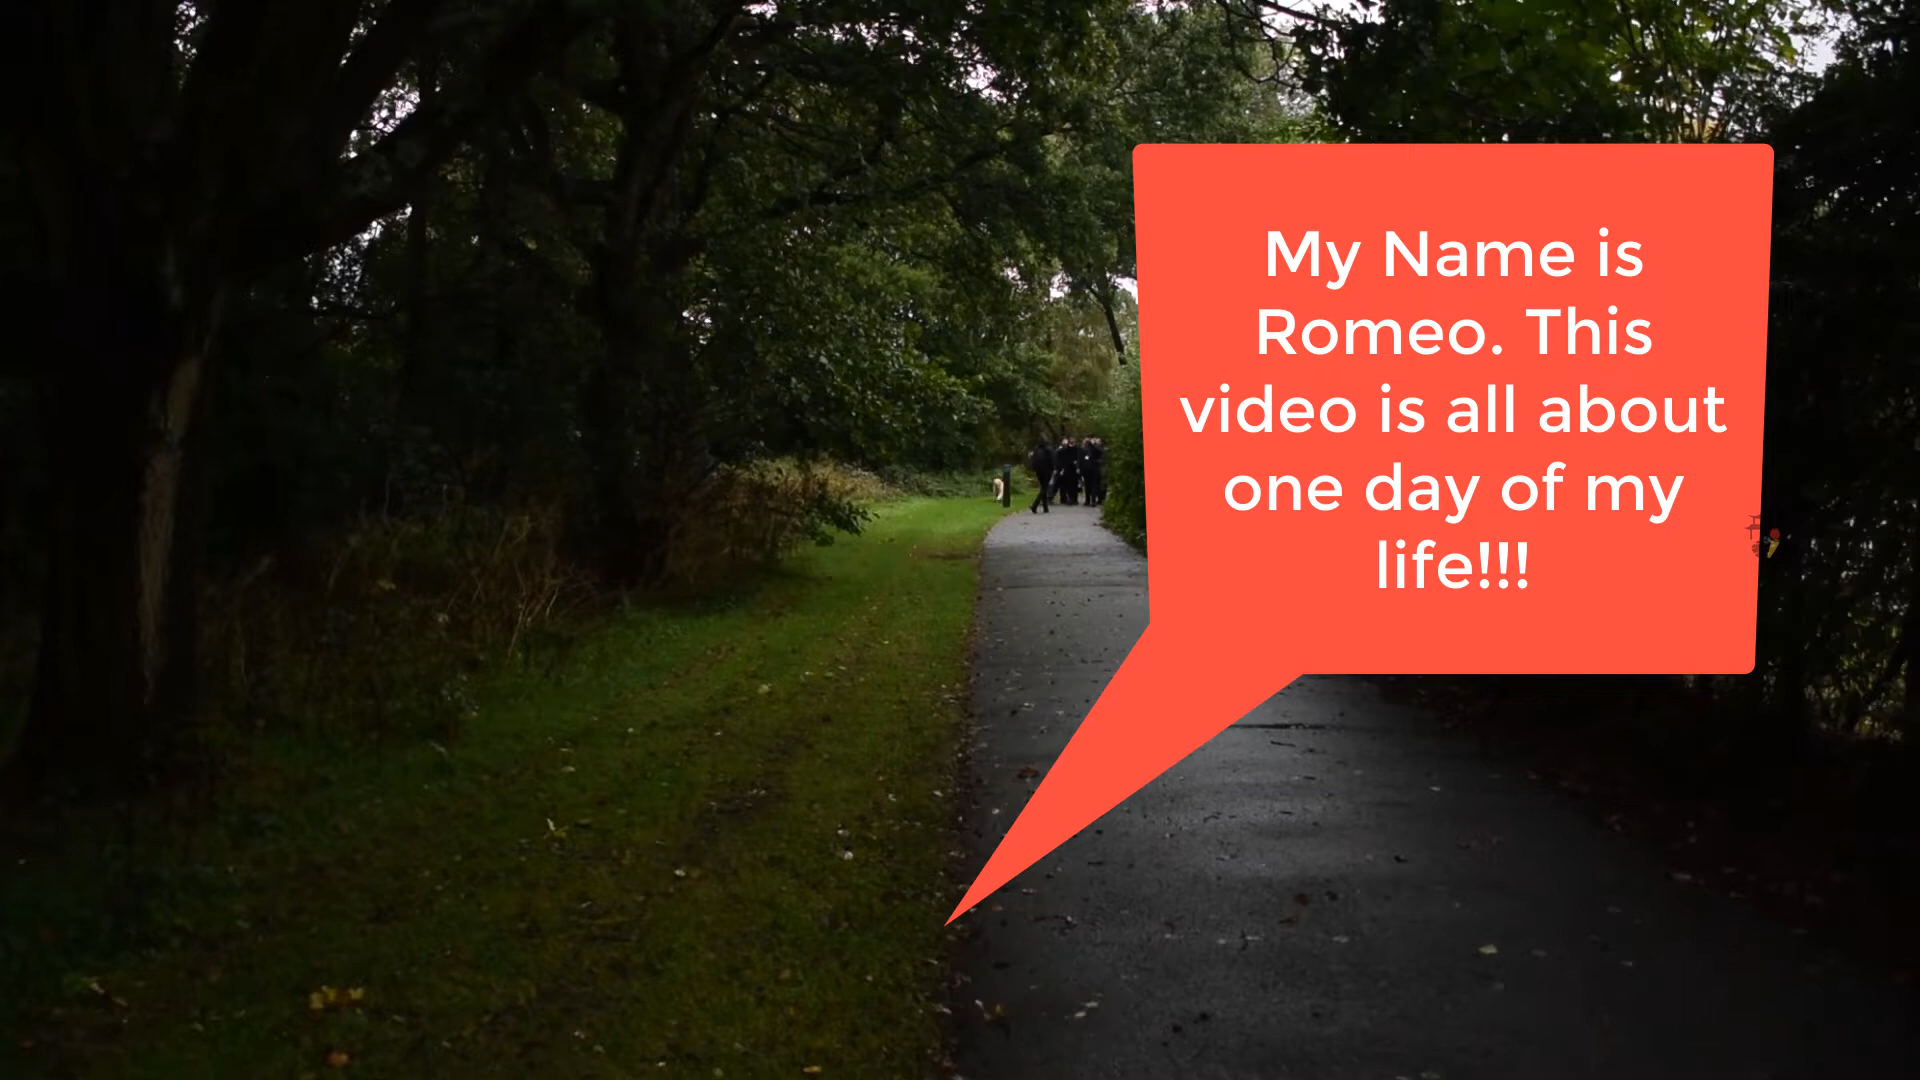 My Name is
Romeo. This
video is all about
one day of my
life!!!